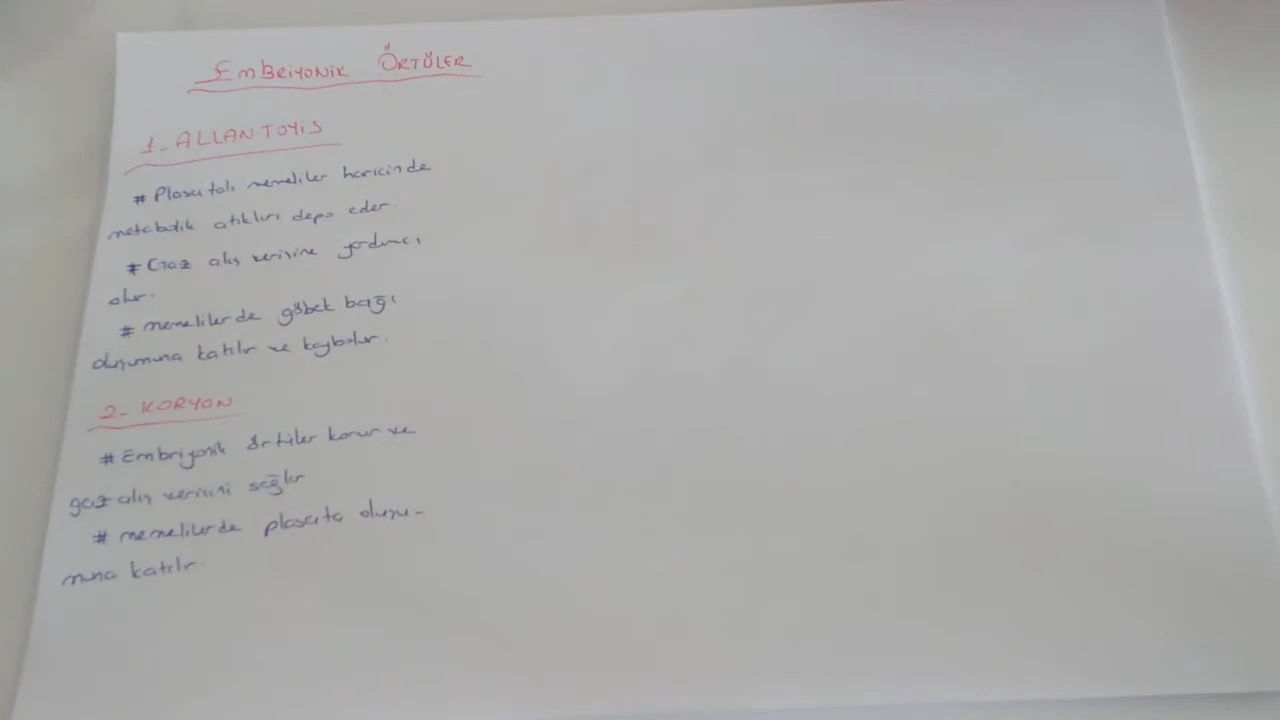 EMBRİYONİK ÖRTÜLER
1- ALLANTOYİS
# Plasentalı memeliler haricinde
metabolik atıkları depo eder
# Gaz alış verişine yardımcı
olur.
# memelilerde göbek bağı
oluşumuna katılır ve kaybolur.
2- KORYON
# Embriyonik örtüler korur ve
gaz alış verişini sağlar
# memelilerde plasenta oluşu-
muna katılır.